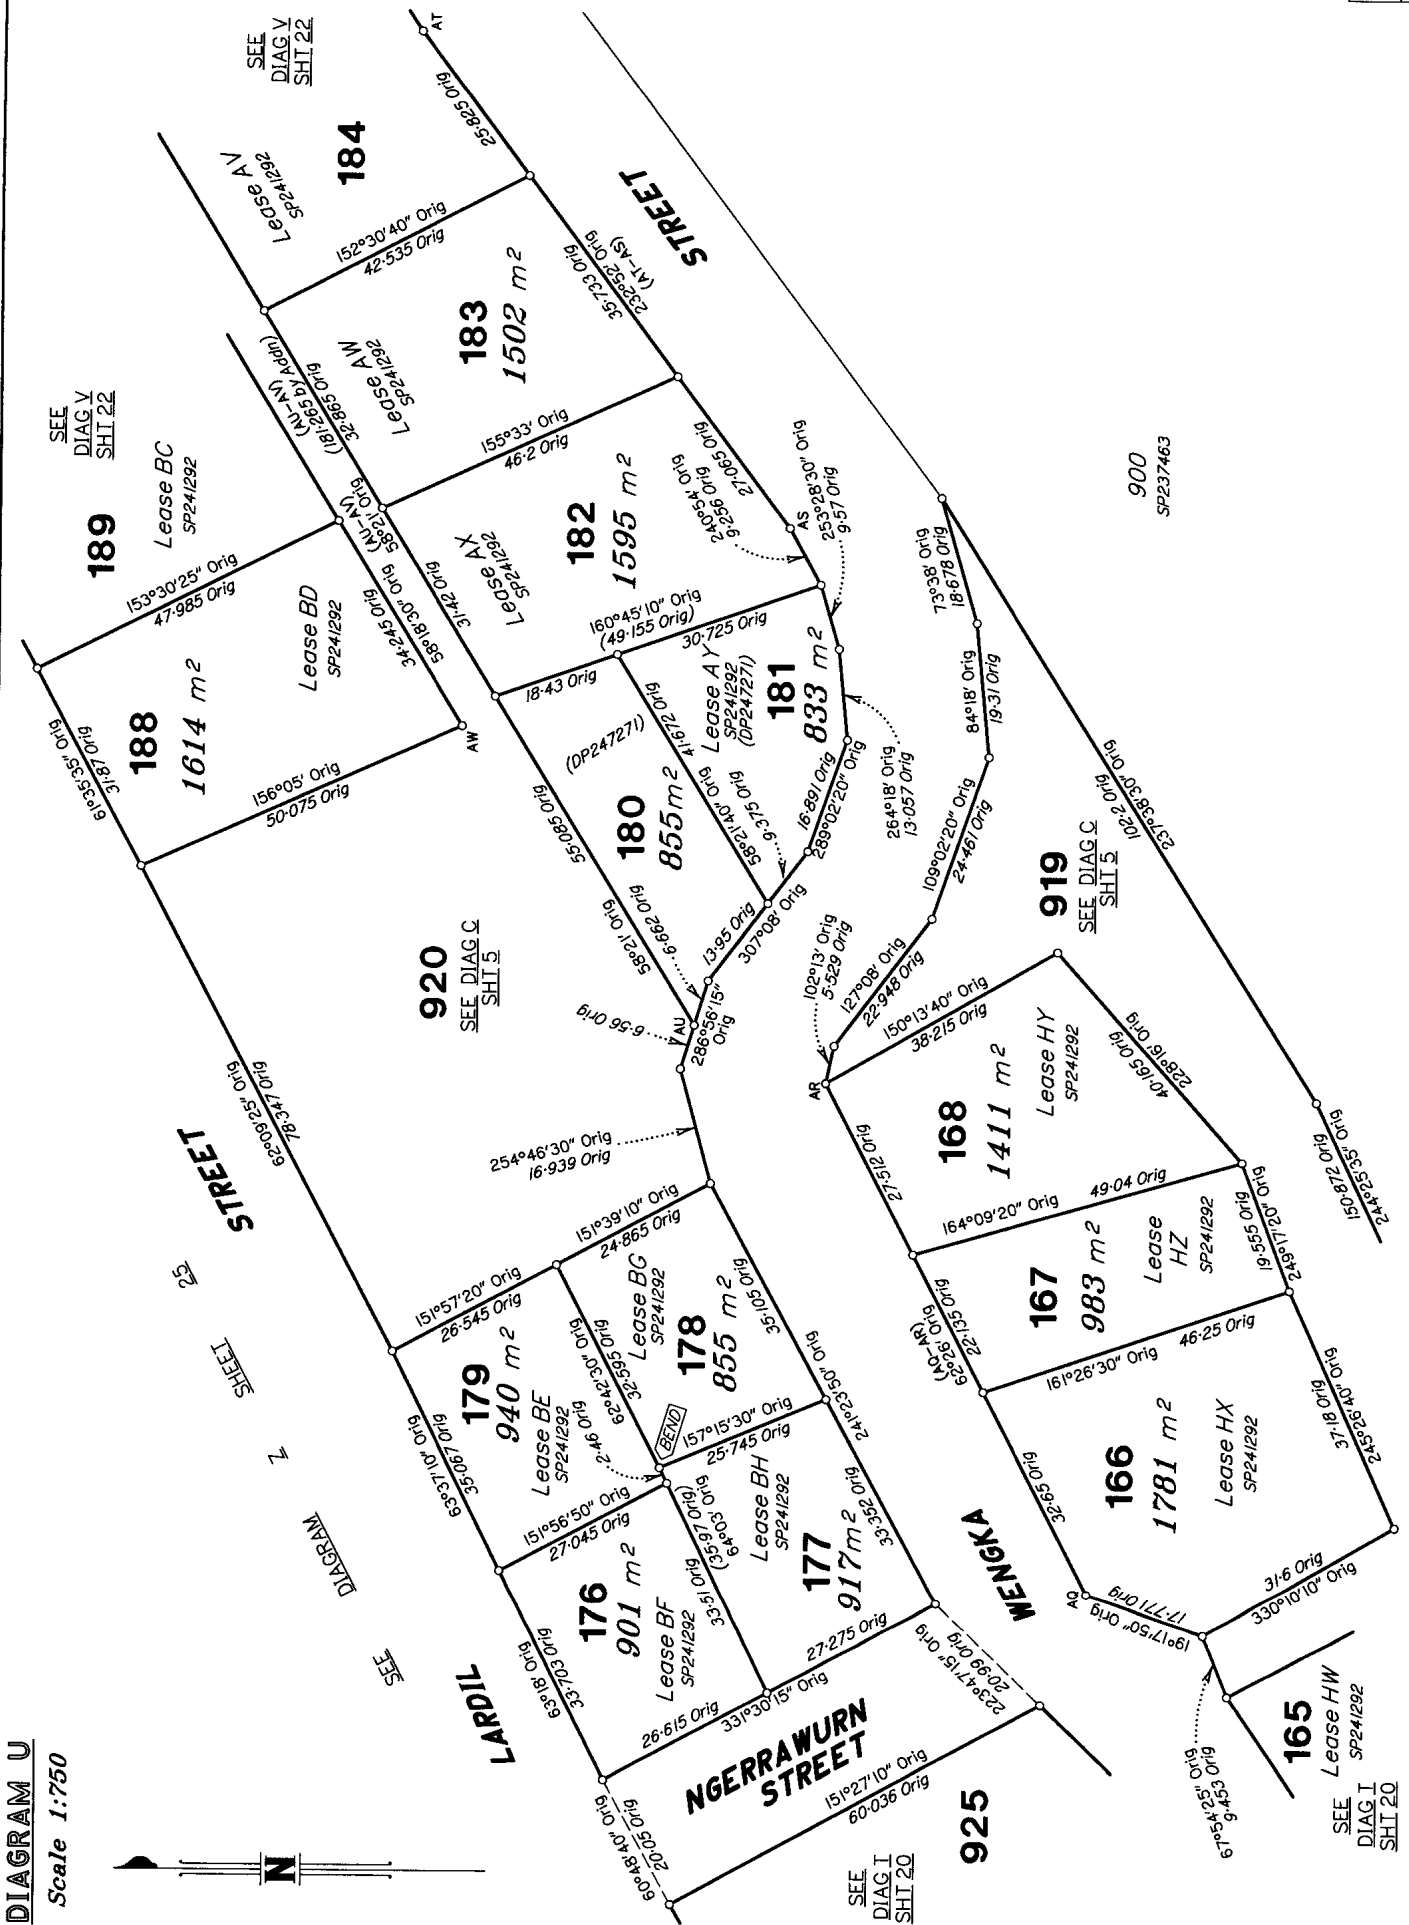 DIAGRAM U
Scale 1:750
N
SEE
DIAG V
SHT 22
184
Lease AV
SP241292
AT
25·825 Orig
152°30'40" Orig
42·535 Orig
STREET
183
1502 m²
Lease AW
SP241292
35·733 Orig
232°52' Orig
(AT-AS)
(AU-AV)
(181·265 by Addn)
32·865 Orig
SEE
DIAG V
SHT 22
189
Lease BC
SP241292
153°30'25" Orig
47·985 Orig
155°33' Orig
46·2 Orig
58°21' Orig
(AU-AV)
182
1595 m²
Lease AX
SP241292
31·42 Orig
27·065 Orig
AS
240°54' Orig
9·256 Orig
253°28'30" Orig
9·57 Orig
188
1614 m²
Lease BD
SP241292
61°35'35" Orig
31·87 Orig
34·245 Orig
58°18'30" Orig
AW
156°05' Orig
50·075 Orig
160°45'10" Orig
(49·155 Orig)
30·725 Orig
18·43 Orig
181
833 m²
Lease AY
SP241292
(DP247271)
41·672 Orig
58°21'40" Orig
9·375 Orig
16·891 Orig
289°02'20" Orig
264°18' Orig
13·057 Orig
(DP247271)
180
855m²
55·085 Orig
58°21' Orig
6·662 Orig
13·95 Orig
307°08' Orig
AU
286°56'15"
Orig
6·56 Orig
73°38' Orig
18·678 Orig
84°18' Orig
19·31 Orig
109°02'20" Orig
24·461 Orig
127°08' Orig
22·948 Orig
102°13' Orig
5·529 Orig
900
SP237463
237°38'30" Orig
102·2 Orig
919
SEE DIAG C
SHT 5
920
SEE DIAG C
SHT 5
62°09'25" Orig
78·347 Orig
STREET
254°46'30" Orig
16·939 Orig
AR
150°13'40" Orig
38·215 Orig
168
1411 m²
Lease HY
SP241292
40·165 Orig
228°16' Orig
27·512 Orig
150·872 Orig
244°25'35" Orig
164°09'20" Orig
49·04 Orig
167
983 m²
Lease
HZ
SP241292
19·555 Orig
249°17'20" Orig
62°26' Orig
(AQ-AR)
22·135 Orig
161°26'30" Orig
46·25 Orig
166
1781 m²
Lease HX
SP241292
32·65 Orig
37·18 Orig
245°26'40" Orig
AQ
17·771 Orig
19°17'50" Orig
31·6 Orig
330°10'10" Orig
67°54'25" Orig
9·453 Orig
165
Lease HW
SP241292
SEE
DIAG T
SHT 20
WENGKA
151°39'10" Orig
24·865 Orig
151°57'20" Orig
26·545 Orig
178
855 m²
Lease BG
SP241292
62°42'30" Orig
32·595 Orig
35·105 Orig
241°23'50" Orig
BEND
157°15'30" Orig
25·745 Orig
179
940 m²
Lease BE
SP241292
2·46 Orig
63°37'10" Orig
35·067 Orig
151°56'50" Orig
27·045 Orig
177
917m²
Lease BH
SP241292
33·51 Orig
(35·97 Orig)
64°03' Orig
33·352 Orig
27·275 Orig
176
901 m²
Lease BF
SP241292
63°18' Orig
33·703 Orig
26·615 Orig
331°30'15" Orig
223°47'15" Orig
20·99 Orig
LARDIL
SEE DIAGRAM Z SHEET 25
NGERRAWURN
STREET
60°48'40" Orig
20·05 Orig
151°27'10" Orig
60·036 Orig
925
SEE
DIAG T
SHT 20